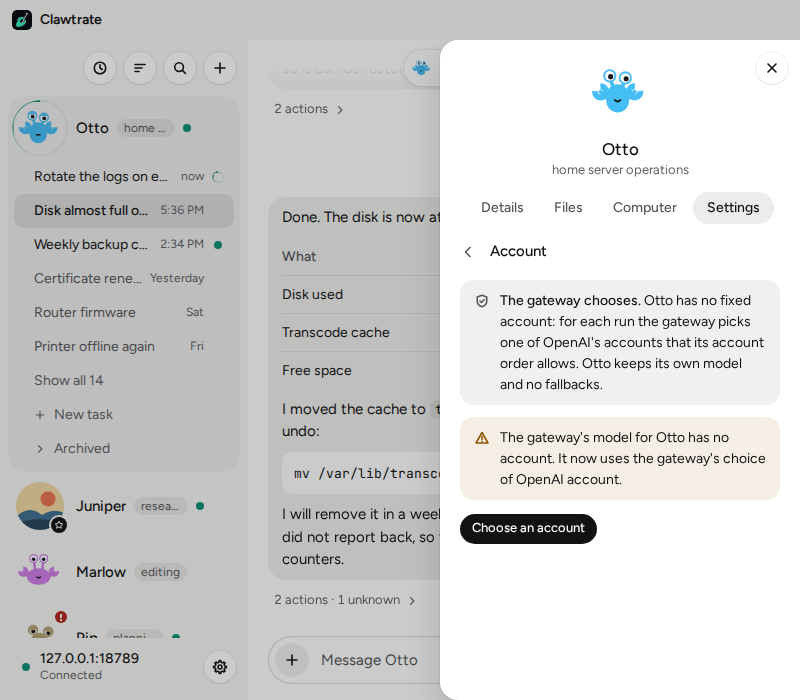 Clawtrate
Otto
home ...
Rotate the logs on e... now
Disk almost full o... 5:36 PM
Weekly backup c... 2:34 PM
Certificate rene... Yesterday
Router firmware Sat
Printer offline again Fri
Show all 14
New task
Archived
Juniper resea...
Marlow editing
Pip planni...
127.0.0.1:18789
Connected
2 actions
Done. The disk is now at
What
Disk used
Transcode cache
Free space
I moved the cache to
undo:
mv /var/lib/transc
I will remove it in a week
did not report back, so
counters.
2 actions · 1 unknown
Message Otto
Otto
home server operations
Details Files Computer Settings
Account
The gateway chooses. Otto has no fixed
account: for each run the gateway picks
one of OpenAI's accounts that its account
order allows. Otto keeps its own model
and no fallbacks.
The gateway's model for Otto has no
account. It now uses the gateway's choice
of OpenAI account.
Choose an account